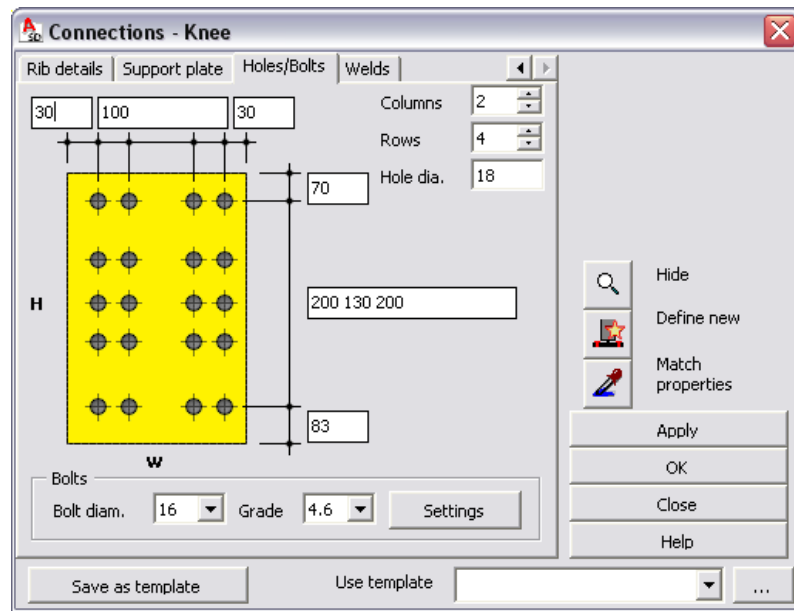 Connections - Knee
Rib details Support plate Holes/Bolts Welds
30 100 30
Columns 2
Rows 4
Hole dia. 18
70
H
200 130 200
83
W
Hide
Define new
Match
properties
Apply
OK
Close
Help
Bolts
Bolt diam. 16 Grade 4.6 Settings
Save as template Use template ...